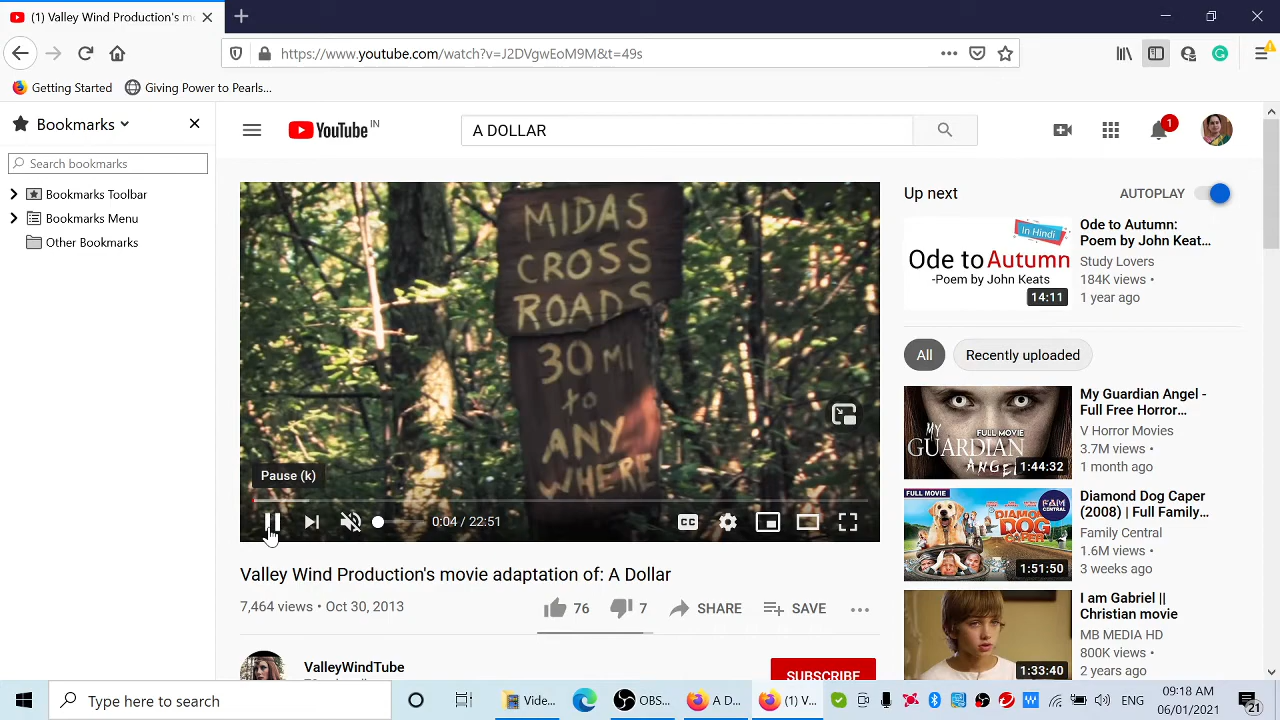 (1) Valley Wind Production's m
https://www.youtube.com/watch?v=J2DVgwEoM9M&t=49s
Getting Started
Giving Power to Pearls...
Bookmarks
Search bookmarks
Bookmarks Toolbar
Bookmarks Menu
Other Bookmarks
YouTube IN
A DOLLAR
1
MIDAS
CROSS
ROADS
30 MI
to
ANY
WHERE
Pause (k)
CC
0:04 / 22:51
Valley Wind Production's movie adaptation of: A Dollar
7,464 views • Oct 30, 2013
76
7
SHARE
SAVE
ValleyWindTube
SUBSCRIBE
Up next
AUTOPLAY
In Hindi
Ode to Autumn
-Poem by John Keats
14:11
Ode to Autumn:
Poem by John Keat...
Study Lovers
184K views •
1 year ago
All
Recently uploaded
MY
FULL MOVIE
GUARDIAN
ANGEL
1:44:32
My Guardian Angel -
Full Free Horror...
V Horror Movies
3.7M views •
1 month ago
FULL MOVIE
FAM
CENTRAL
DIAMOND DOG
CAPER
1:51:50
Diamond Dog Caper
(2008) | Full Family...
Family Central
1.6M views •
3 weeks ago
1:33:40
I am Gabriel ||
Christian movie
MB MEDIA HD
800K views •
2 years ago
Type here to search
Vide...
OBS...
A D...
(1) V...
ENG
09:18 AM
06/01/2021
21